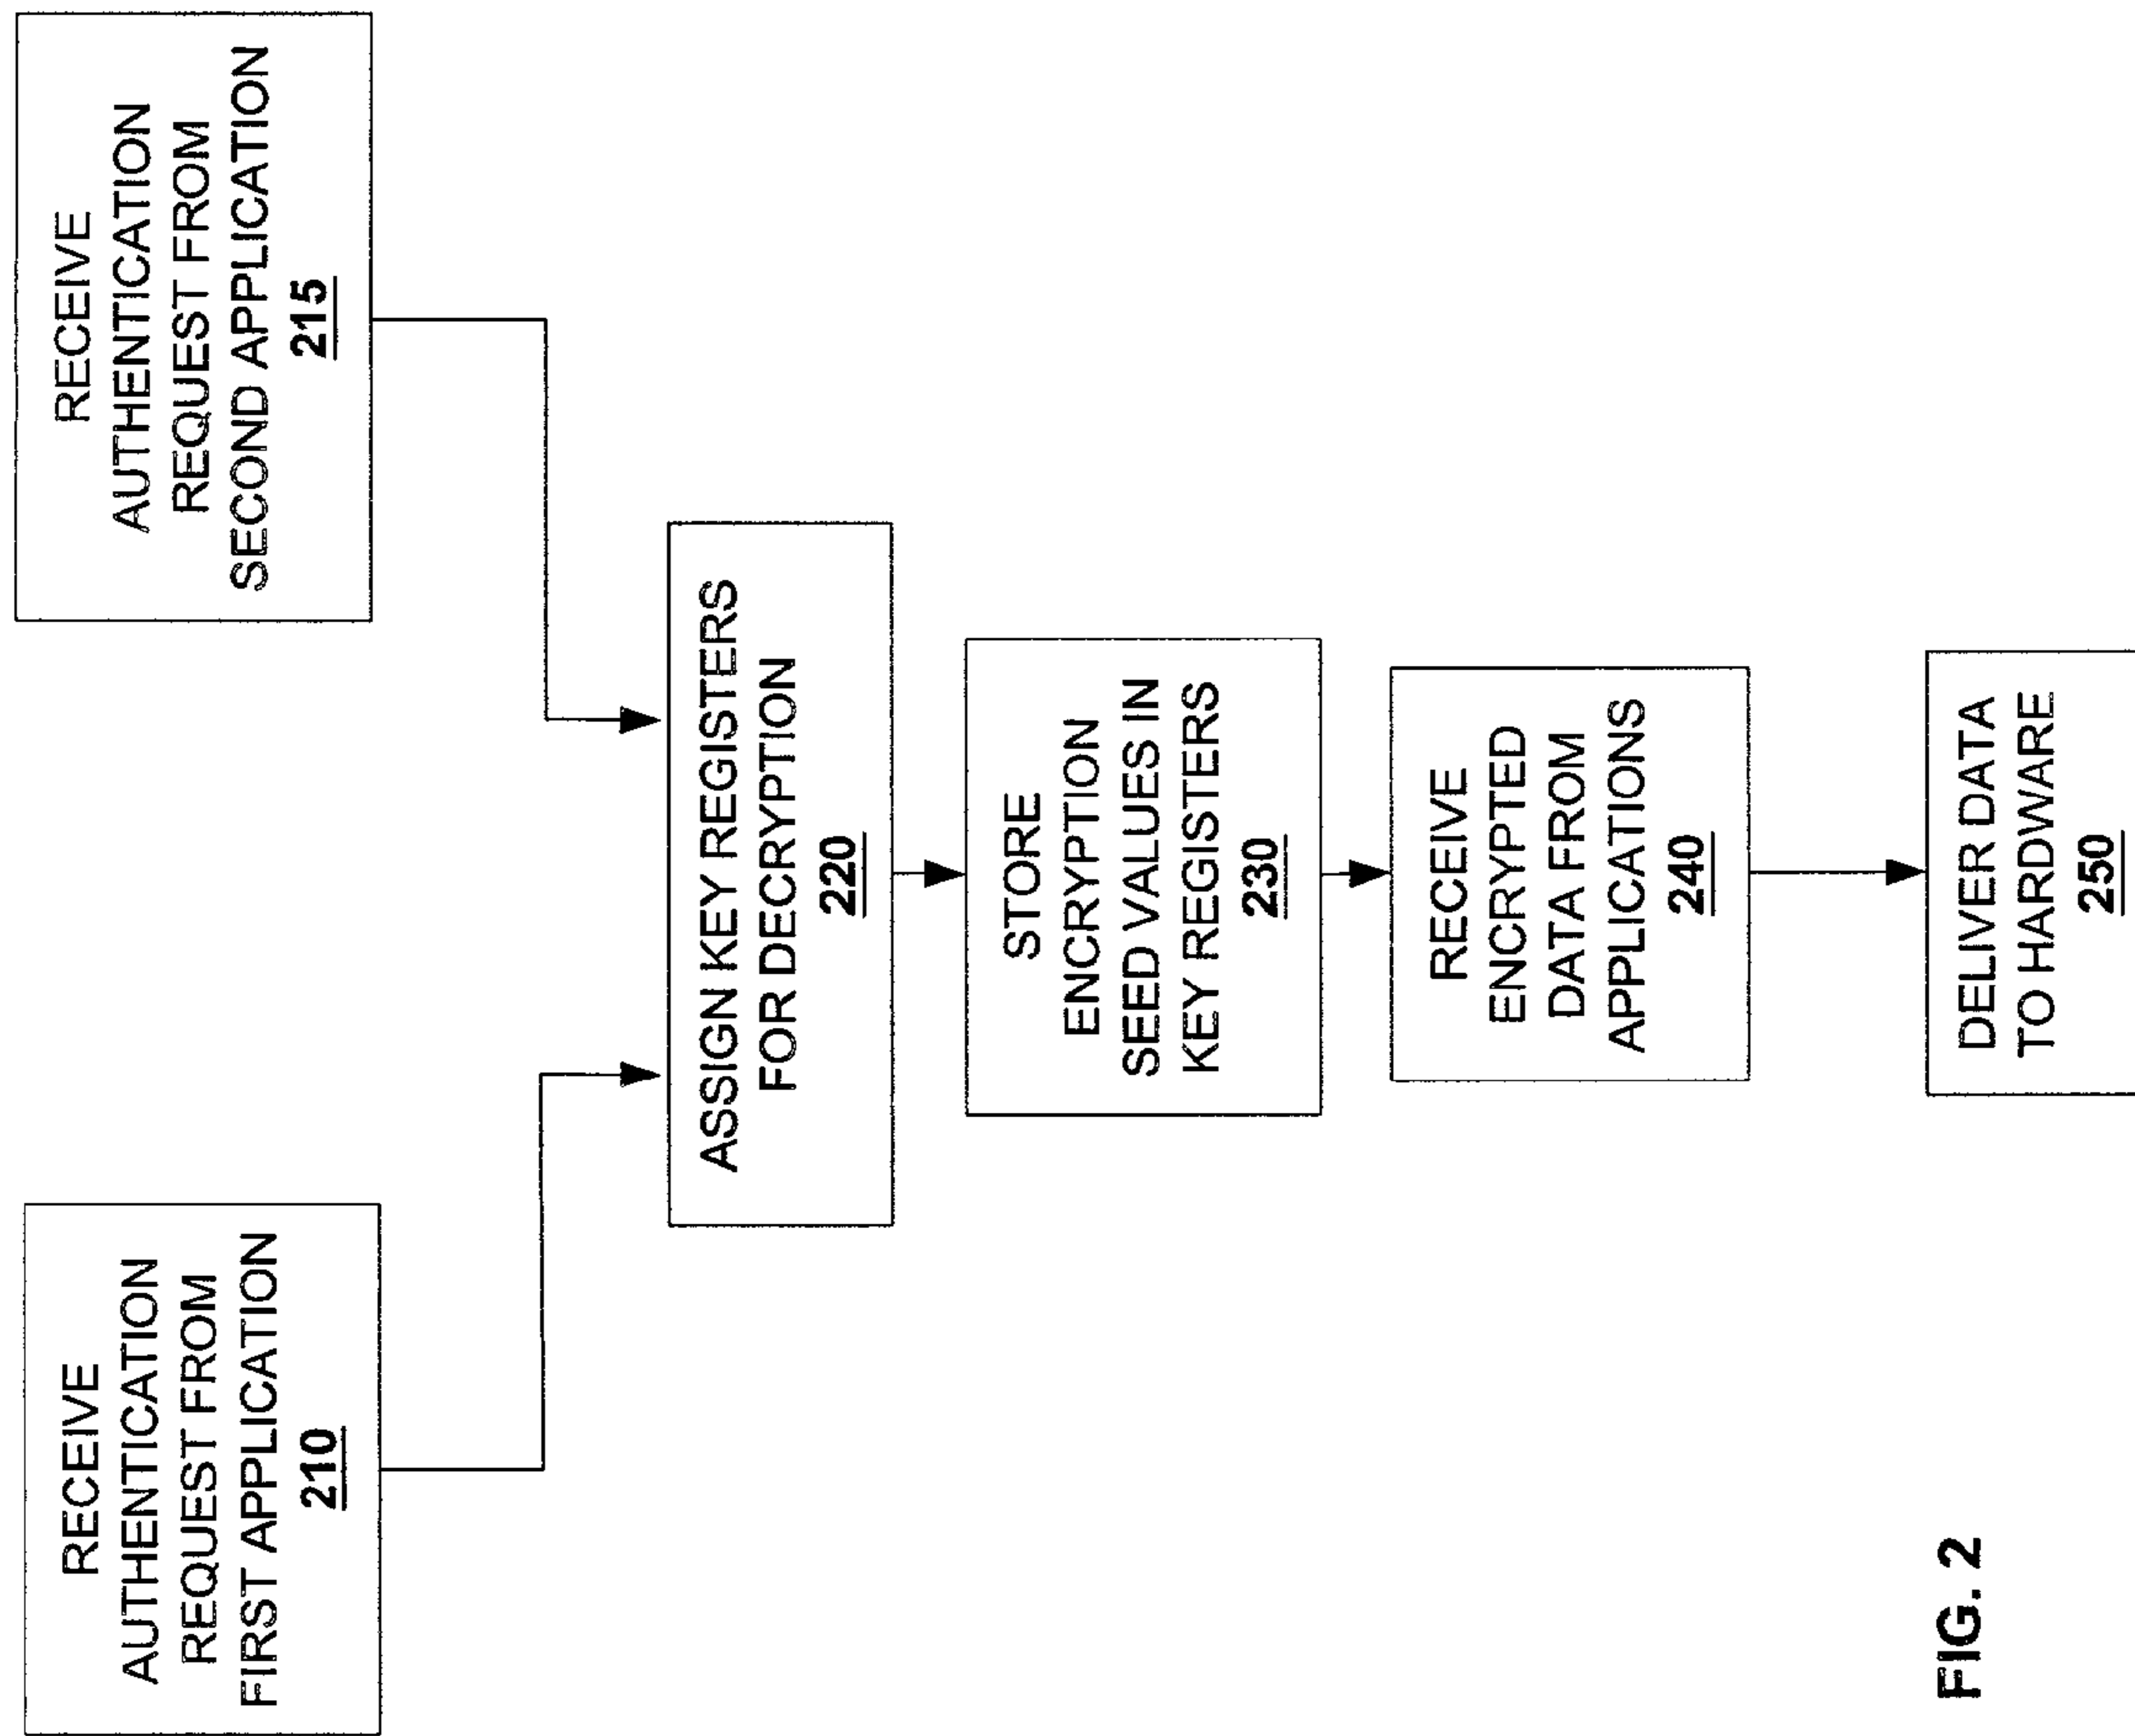 RECEIVE
AUTHENTICATION
REQUEST FROM
FIRST APPLICATION
210
RECEIVE
AUTHENTICATION
REQUEST FROM
SECOND APPLICATION
215
ASSIGN KEY REGISTERS
FOR DECRYPTION
220
STORE
ENCRYPTION
SEED VALUES IN
KEY REGISTERS
230
RECEIVE
ENCRYPTED
DATA FROM
APPLICATIONS
240
DELIVER DATA
TO HARDWARE
250
FIG. 2